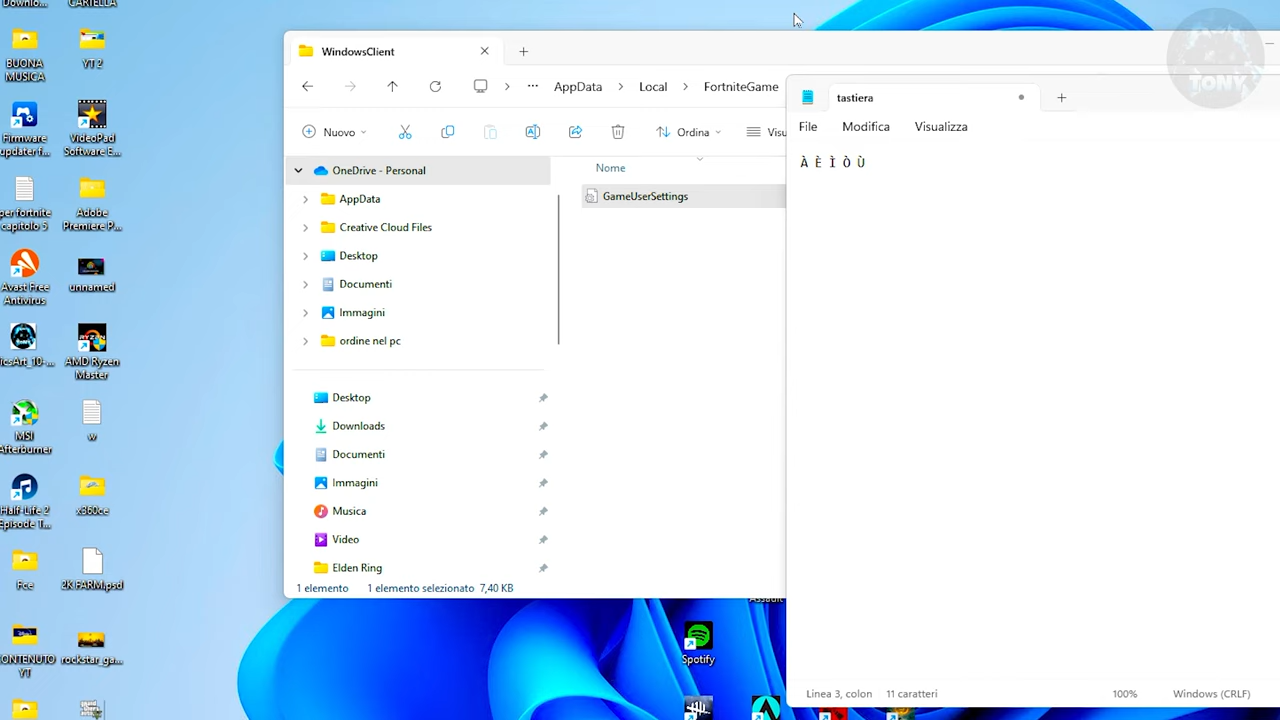 Downlo...
CARTELLA
BUONA
MUSICA
YT 2
Firmware
updater f...
VideoPad
Software E...
per fortnite
capitolo 5
Adobe
Premiere P...
Avast Free
Antivirus
unnamed
AMD Ryzen
Master
MSI
Afterburner
w
Half-Life 2
Episode T...
x360ce
Fce
2K FARM.psd
CONTENUTO
YT
rockstar_ga...
WindowsClient
... AppData > Local > FortniteGame
Nuovo
Ordina
Visu
OneDrive - Personal
AppData
Creative Cloud Files
Desktop
Documenti
Immagini
ordine nel pc
Desktop
Downloads
Documenti
Immagini
Musica
Video
Elden Ring
Nome
GameUserSettings
1 elemento 1 elemento selezionato 7,40 KB
Spotify
tastiera
File Modifica Visualizza
À È Ì Ò Ù
Linea 3, colon 11 caratteri 100% Windows (CRLF)
TONY